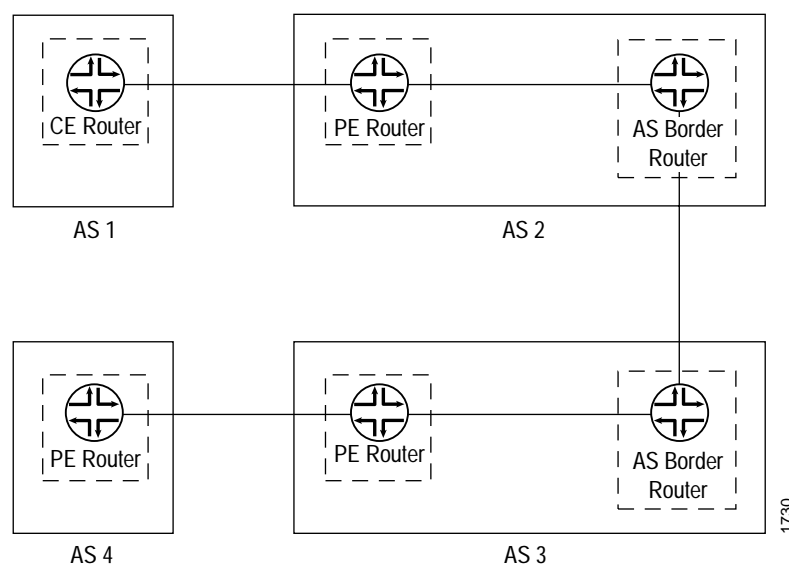 CE Router
PE Router
AS Border
Router
AS 1
AS 2
PE Router
PE Router
AS Border
Router
1730
AS 4
AS 3